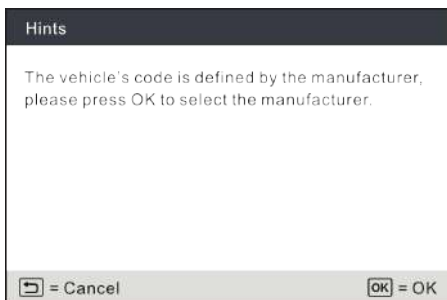 Hints
The vehicle's code is defined by the manufacturer,
please press OK to select the manufacturer.
= Cancel
OK = OK